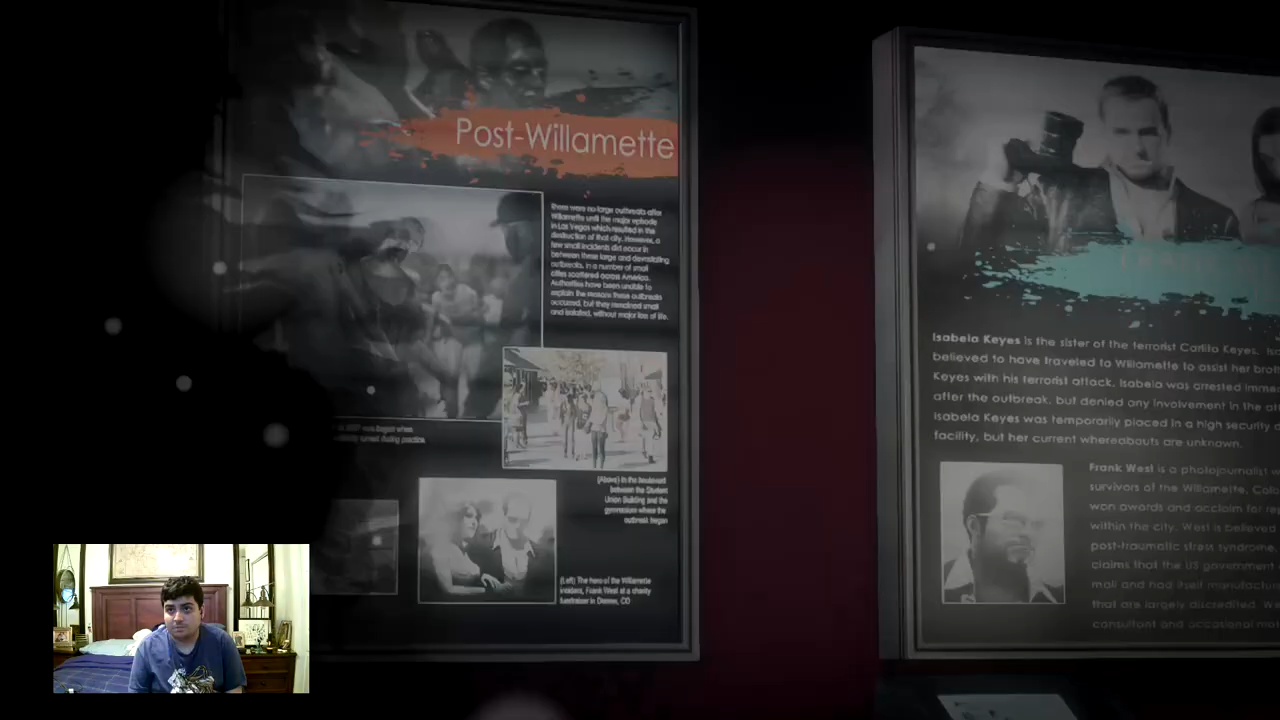 Post-Willamette
There were no large outbreaks after
Willamette until the major episode
in Las Vegas which resulted in the
destruction of that city. However, a
few small incidents did occur in
between these large and devastating
outbreaks, in a number of small
cities scattered across America.
Authorities have been unable to
explain the reasons these outbreaks
occurred, but they remained small
and isolated, without major loss of life.
(Above) In the
between the Student
Union Building and the
gymnasium where the
outbreak began
(Left) The hero of the Willamette
incident, Frank West at a charity
fundraiser in Denver, CO
Isabela Keyes is the sister of the terrorist Carlito Keyes.
believed to have traveled to Willamette to assist her
Keyes with his terrorist attack. Isabela was arrested
after the outbreak, but denied any involvement in the
Isabela Keyes was temporarily placed in a high security
facility, but her current whereabouts are unknown.
Frank West is a photojournalist
survivors of the Willamette,
won awards and acclaim for
within the city. West is believed
post-traumatic stress syndrome,
claims that the US government
mall and had itself
that are largely discredited.
consultant and occasional